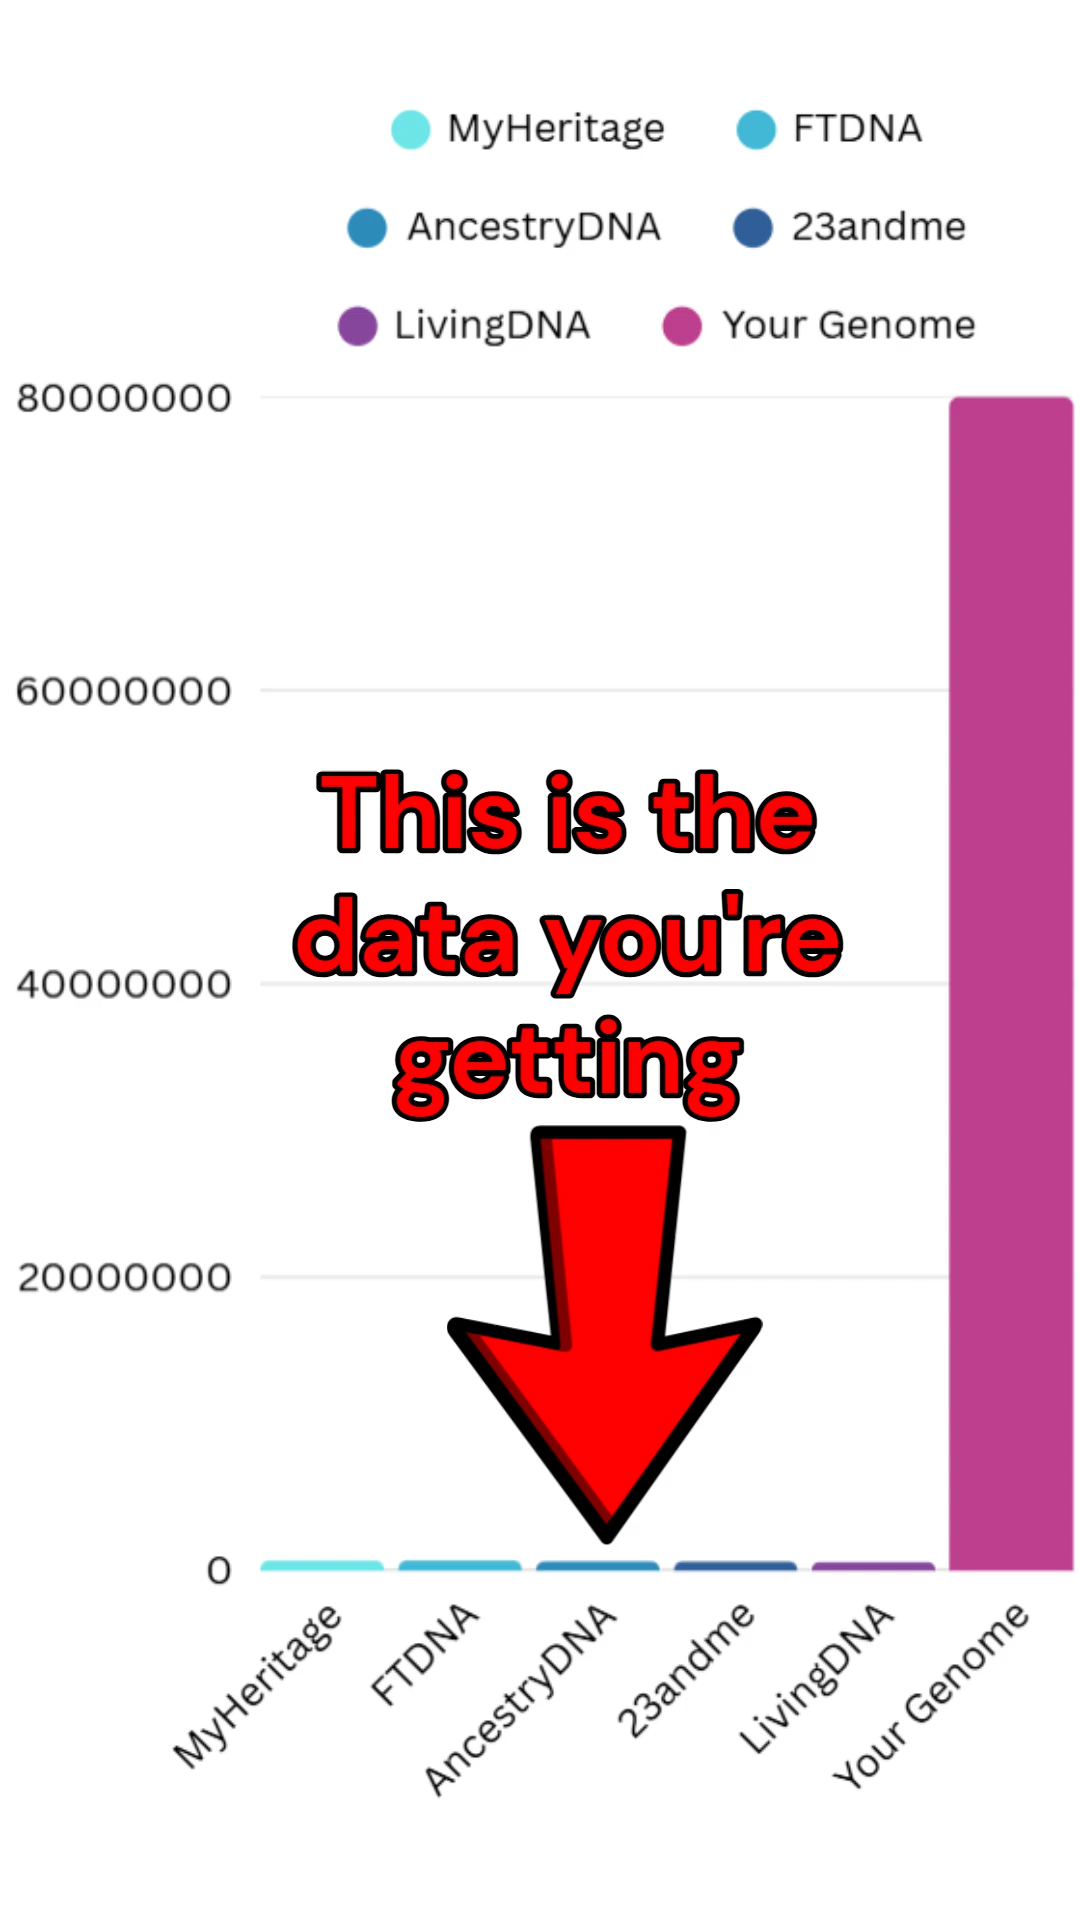 MyHeritage FTDNA
AncestryDNA 23andme
LivingDNA Your Genome
80000000
60000000
This is the
data you're
40000000
getting
20000000
0
MyHeritage
FTDNA
AncestryDNA
23andme
LivingDNA
Your Genome